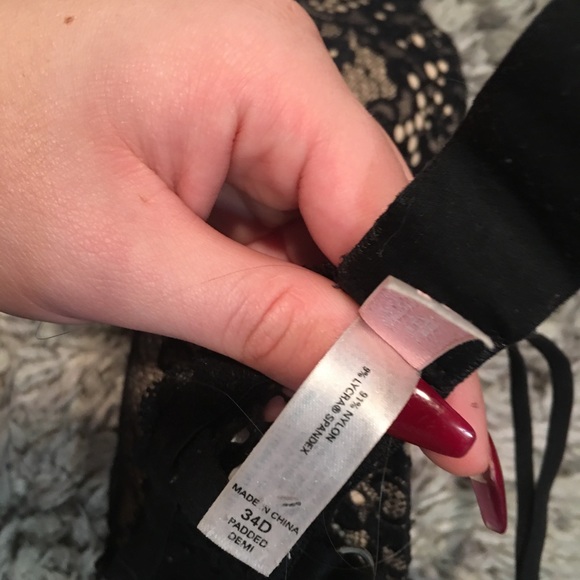 91% NYLON
9% LYCRA® SPANDEX
MADE IN CHINA
34D
PADDED
DEMI